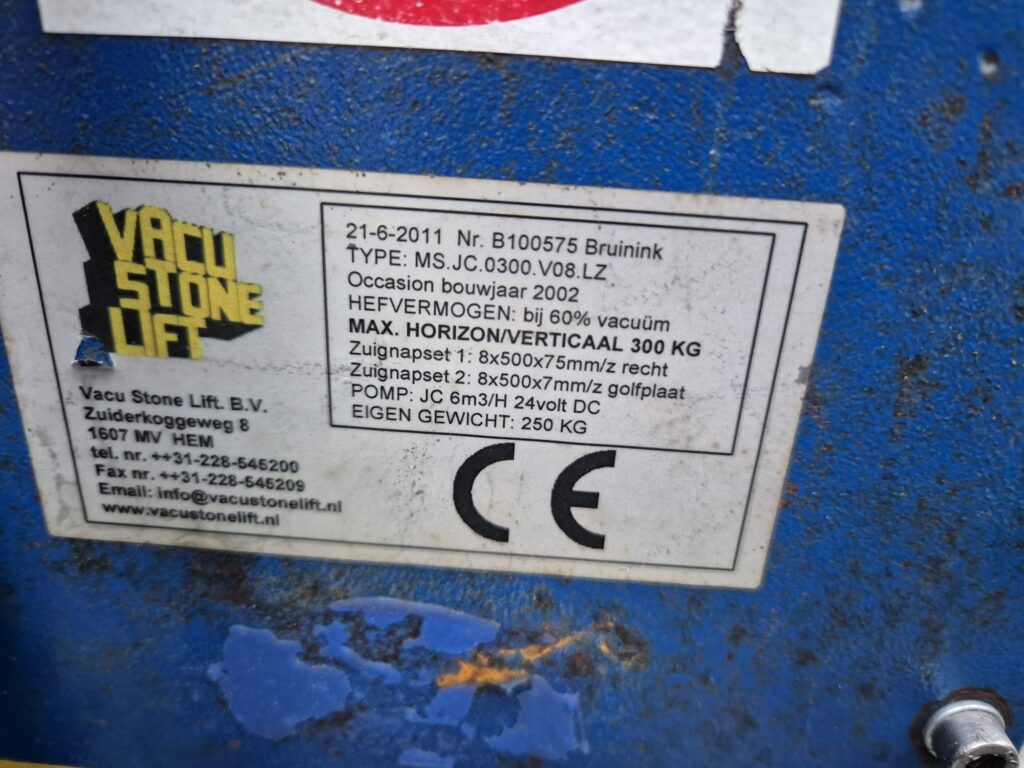 VACU
STONE
LIFT
Vacu Stone Lift. B.V.
Zuiderkoggeweg 8
1607 MV HEM
tel. nr. ++31-228-545200
Fax nr. ++31-228-545209
Email: info@vacustonelift.nl
www.vacustonelift.nl
21-6-2011 Nr. B100575 Bruinink
TYPE: MS.JC.0300.V08.LZ
Occasion bouwjaar 2002
HEFVERMOGEN: bij 60% vacuüm
MAX. HORIZON/VERTICAAL 300 KG
Zuignapset 1: 8x500x75mm/z recht
Zuignapset 2: 8x500x7mm/z golfplaat
POMP: JC 6m3/H 24volt DC
EIGEN GEWICHT: 250 KG
CE